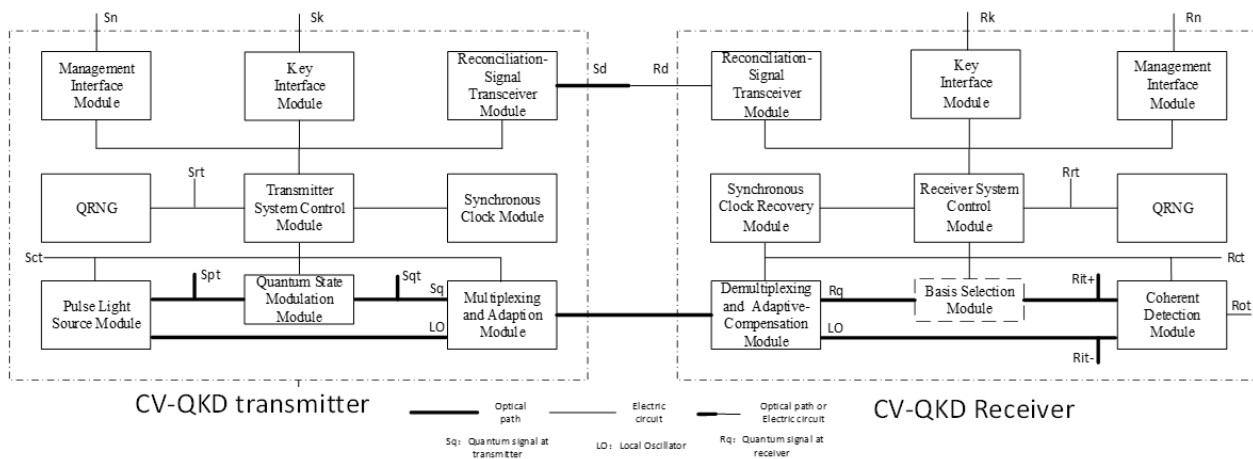 Sn
Sk
Rk
Rn
Management
Interface
Module
Key
Interface
Module
Reconciliation-
Signal
Transceiver
Module
Sd
Rd
Reconciliation-
Signal
Transceiver
Module
Key
Interface
Module
Management
Interface
Module
QRNG
Srt
Transmitter
System Control
Module
Synchronous
Clock Module
Synchronous
Clock Recovery
Module
Receiver System
Control
Module
Rrt
QRNG
Sct
Rct
Pulse Light
Source Module
Spt
Quantum State
Modulation
Module
Sqt
Sq
LO
Multiplexing
and Adaption
Module
Demultiplexing
and Adaptive-
Compensation
Module
Rq
LO
Basis Selection
Module
Rit+
Rit-
Coherent
Detection
Module
Rot
CV-QKD transmitter
CV-QKD Receiver
Optical
path
Electric
circuit
Optical path or
Electric circuit
Sq: Quantum signal at
transmitter
LO: Local Oscillator
Rq: Quantum signal at
receiver